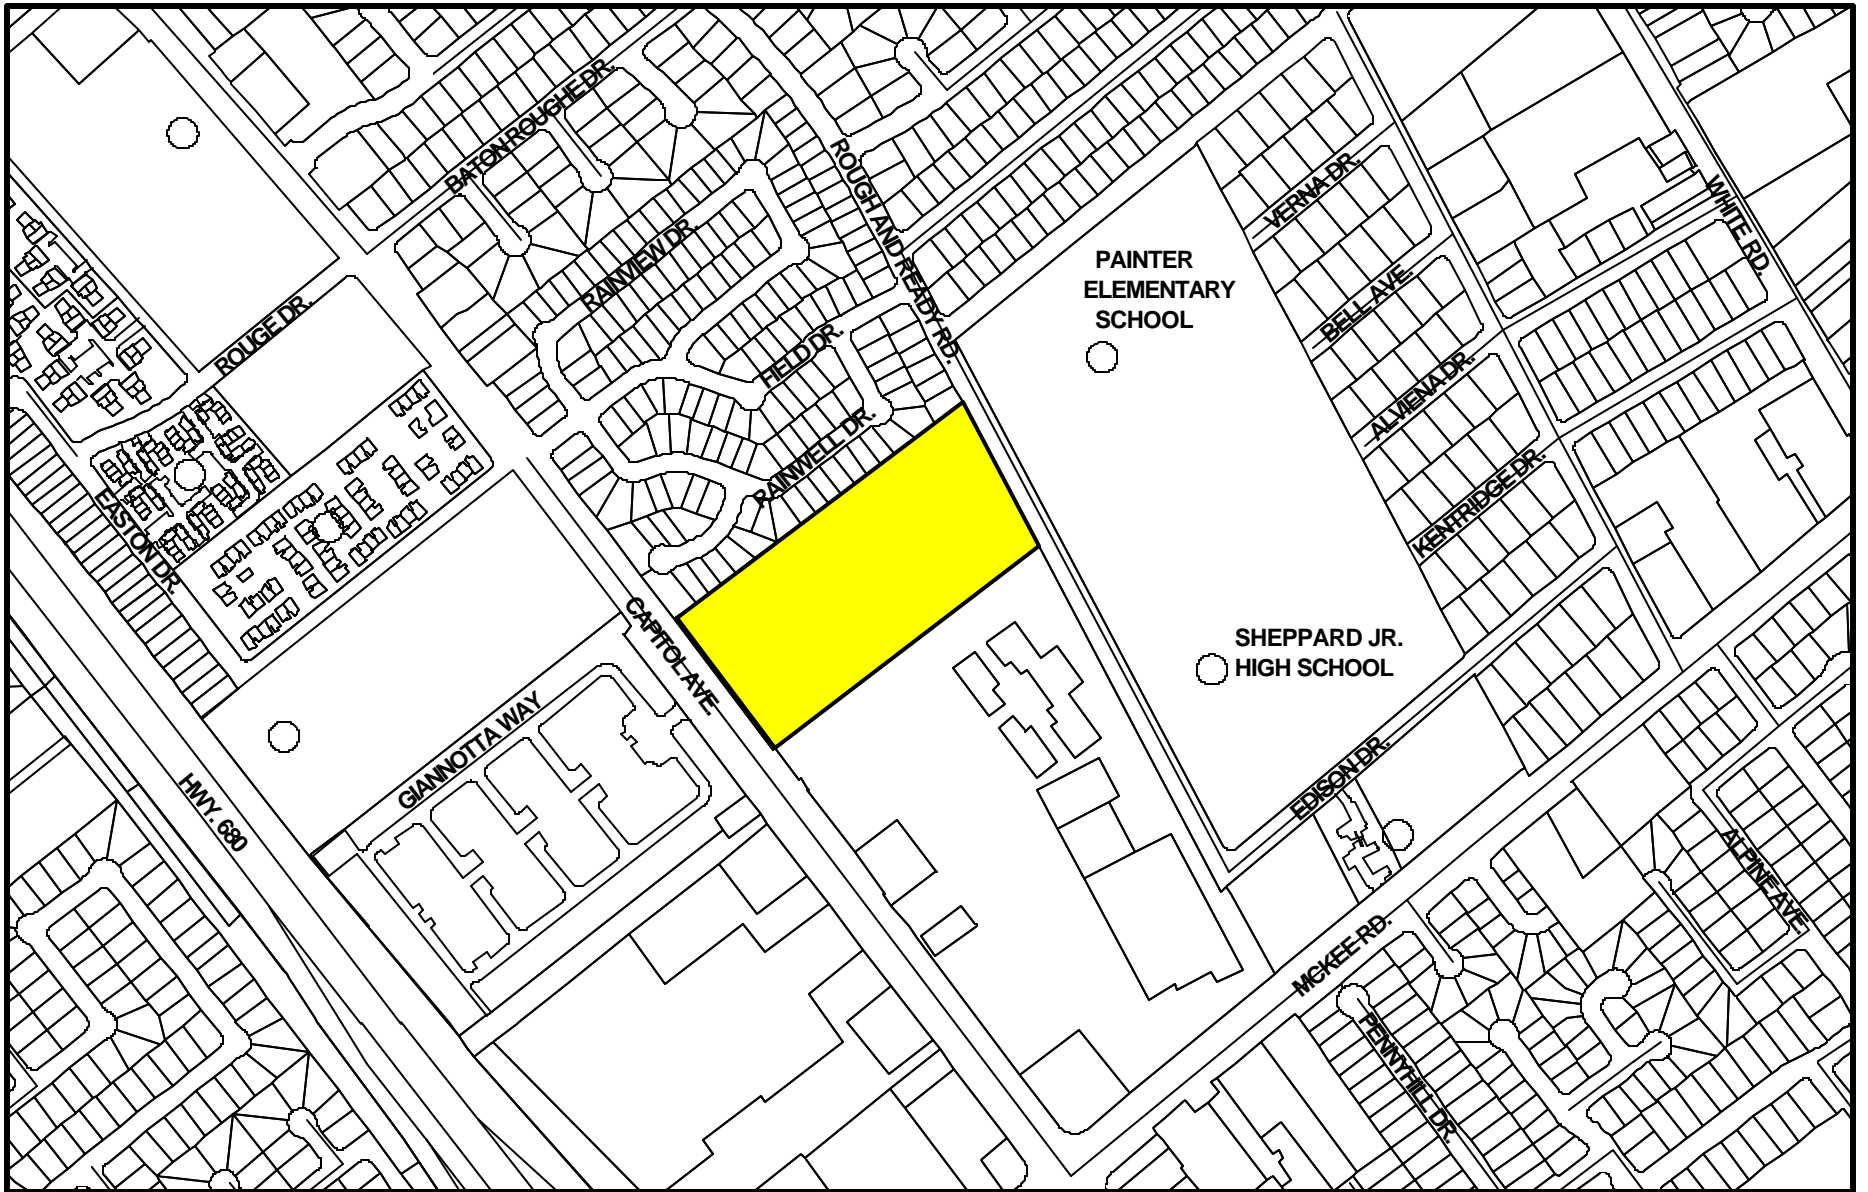 BATON ROUGHE DR.
ROUGH AND READY RD.
VERNA DR.
WHITE RD.
RAINVIEW DR.
PAINTER
ELEMENTARY
SCHOOL
BELL AVE.
ROUGE DR.
FIELD DR.
ALVIENA DR.
RAINWELL DR.
KENTRIDGE DR.
EASTON DR.
CAPITOL AVE.
SHEPPARD JR.
HIGH SCHOOL
GIANNOTTA WAY
EDISON DR.
HWY. 680
ALPINE AVE.
MCKEE RD.
PENNYHILL DR.